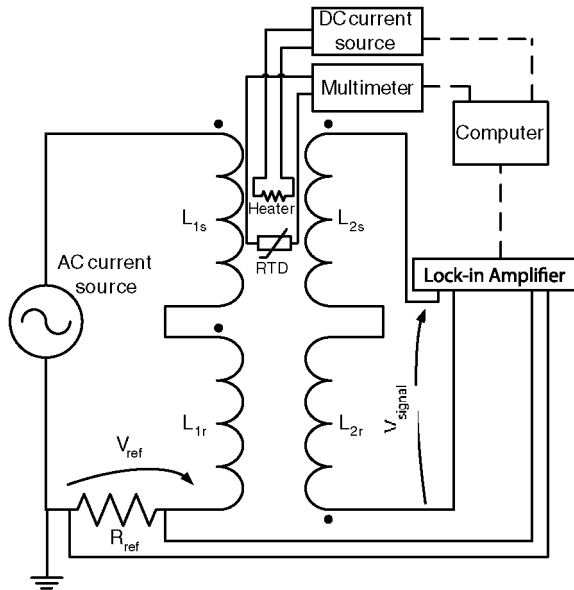 DC current
source
Multimeter
Computer
Heater
L1s
L2s
RTD
AC current
source
Lock-in Amplifier
L1r
L2r
Vsignal
Vref
Rref